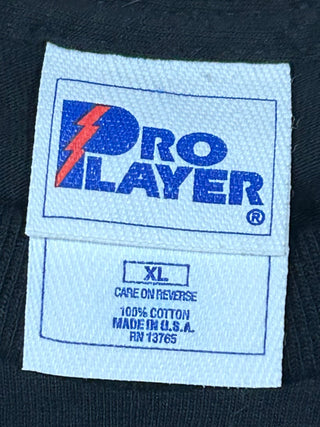 PRO
PLAYER
®
XL
CARE ON REVERSE
100% COTTON
MADE IN U.S.A.
RN 13765